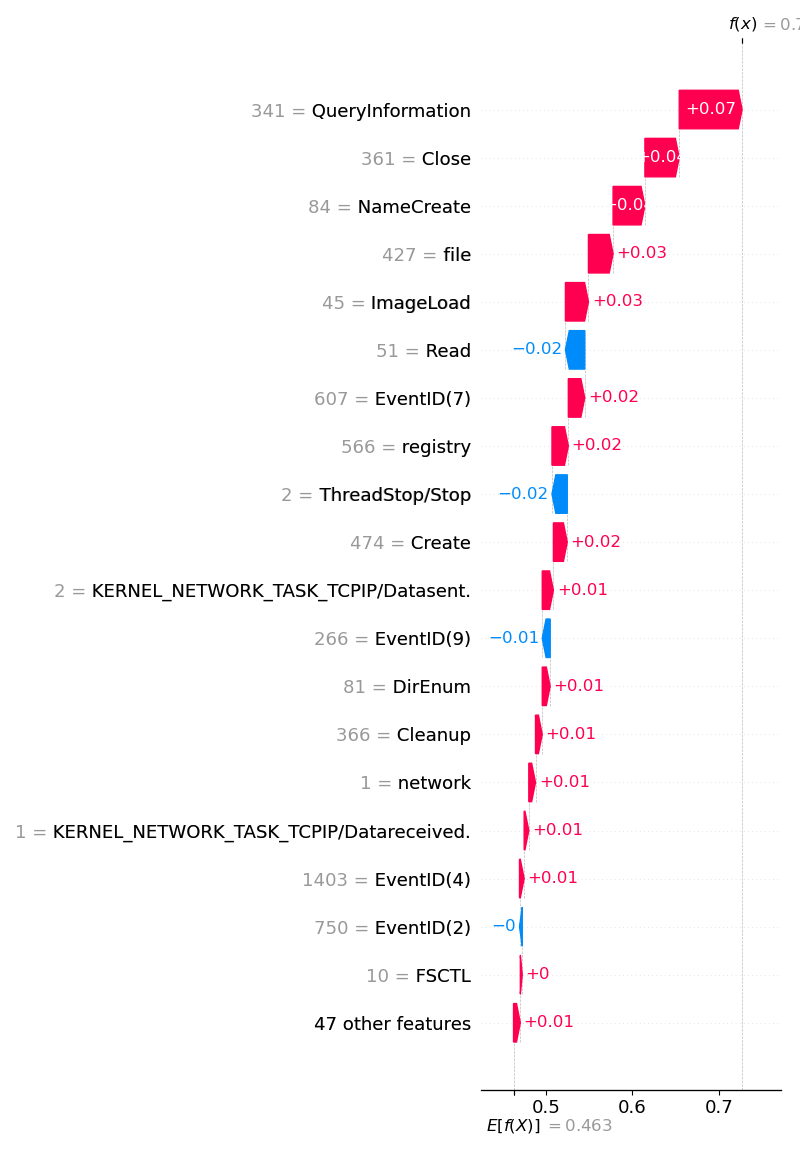 f(x) = 0.7
341 = QueryInformation +0.07
361 = Close +0.04
84 = NameCreate
427 = file +0.03
45 = ImageLoad +0.03
51 = Read −0.02
607 = EventID(7) +0.02
566 = registry +0.02
2 = ThreadStop/Stop −0.02
474 = Create +0.02
2 = KERNEL_NETWORK_TASK_TCPIP/Datasent. +0.01
266 = EventID(9) −0.01
81 = DirEnum +0.01
366 = Cleanup +0.01
1 = network +0.01
1 = KERNEL_NETWORK_TASK_TCPIP/Datareceived. +0.01
1403 = EventID(4) +0.01
750 = EventID(2) −0
10 = FSCTL +0
47 other features +0.01
0.5 0.6 0.7
E[f(X)] = 0.463